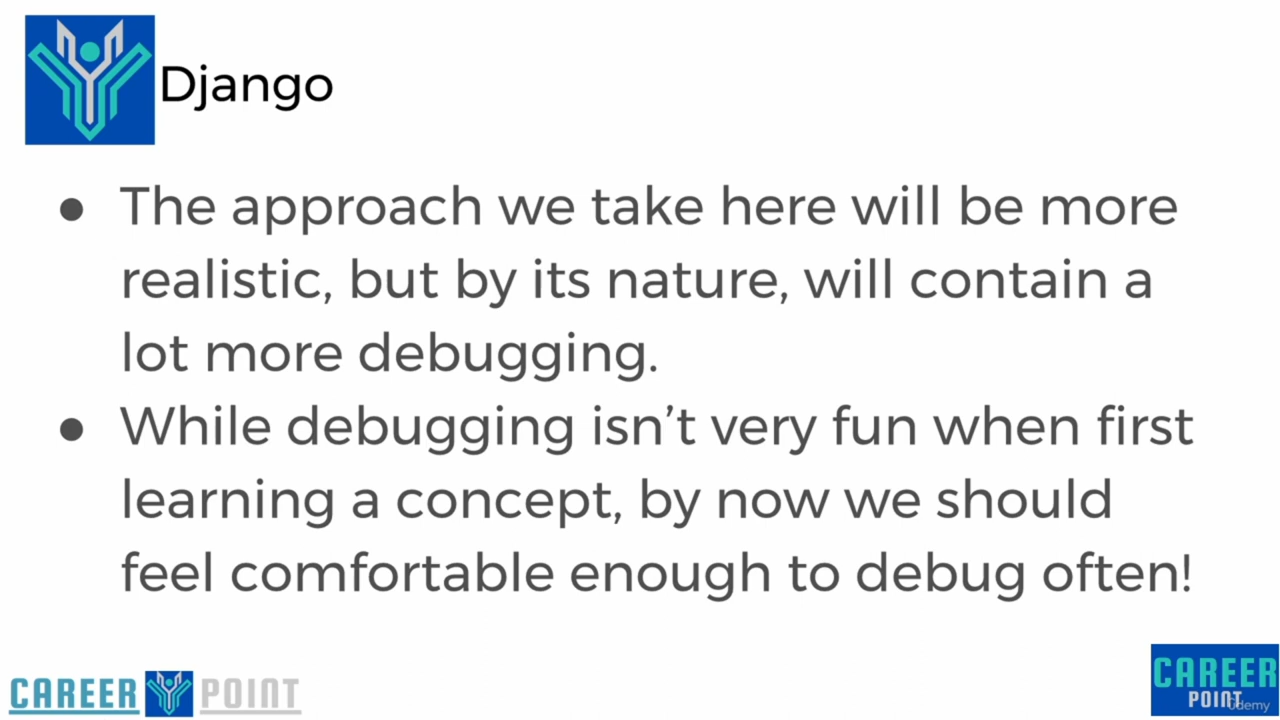 Django
● The approach we take here will be more
realistic, but by its nature, will contain a
lot more debugging.
● While debugging isn’t very fun when first
learning a concept, by now we should
feel comfortable enough to debug often!
CAREER POINT
CAREER
POINT
udemy